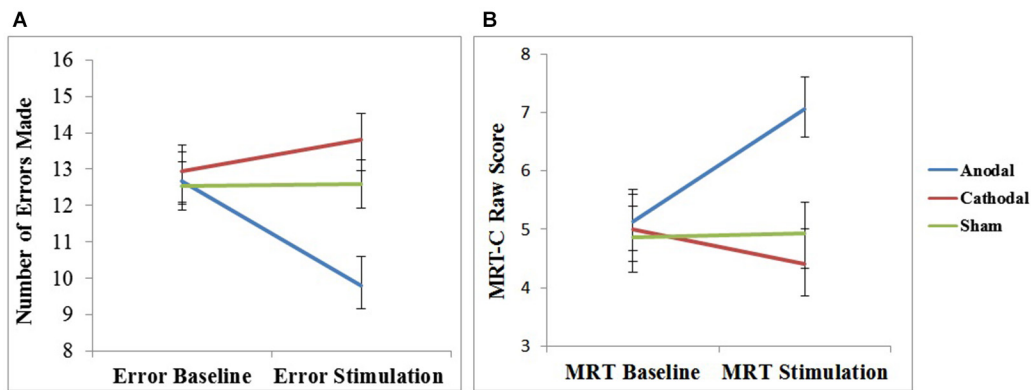 A
16
15
14
13
12
11
10
9
8
Number of Errors Made
Error Baseline
Error Stimulation
B
8
7
6
5
4
3
MRT-C Raw Score
MRT Baseline
MRT Stimulation
Anodal
Cathodal
Sham